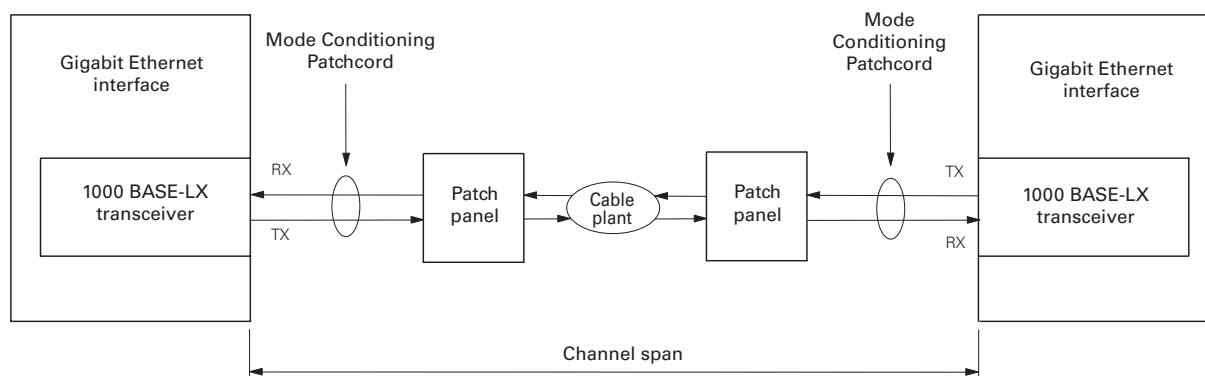 Mode Conditioning
Patchcord
Mode
Conditioning
Patchcord
Gigabit Ethernet
interface
Gigabit Ethernet
interface
RX
TX
1000 BASE-LX
transceiver
Patch
panel
Cable
plant
Patch
panel
1000 BASE-LX
transceiver
TX
RX
Channel span